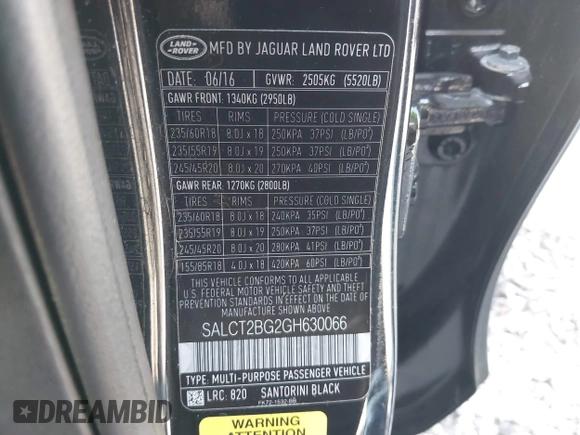 LAND ROVER
MFD BY JAGUAR LAND ROVER LTD
DATE: 06/16 GVWR: 2505KG (5520LB)
GAWR FRONT: 1340KG (2950LB)
TIRES RIMS PRESSURE (COLD SINGLE)
235/60R18 8.0J x 18 250KPA 37PSI (LB/PO²)
235/55R19 8.0J x 19 250KPA 37PSI (LB/PO²)
245/45R20 8.0J x 20 270KPA 40PSI (LB/PO²)
GAWR REAR: 1270KG (2800LB)
TIRES RIMS PRESSURE (COLD SINGLE)
235/60R18 8.0J x 18 240KPA 35PSI (LB/PO²)
235/55R19 8.0J x 19 250KPA 37PSI (LB/PO²)
245/45R20 8.0J x 20 280KPA 41PSI (LB/PO²)
155/85R18 4.0J x 18 420KPA 60PSI (LB/PO²)
THIS VEHICLE CONFORMS TO ALL APPLICABLE
U.S. FEDERAL MOTOR VEHICLE SAFETY AND THEFT
PREVENTION STANDARDS IN EFFECT ON THE DATE
OF MANUFACTURE SHOWN ABOVE
SALCT2BG2GH630066
TYPE: MULTI-PURPOSE PASSENGER VEHICLE
LRC: 820 SANTORINI BLACK
FK72-1532-BB
WARNING
ATTENTION
DREAMBID